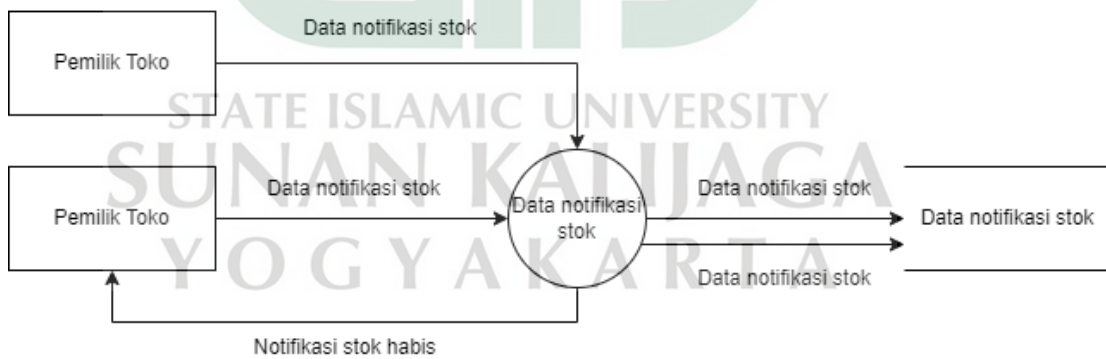 Data notifikasi stok
Pemilik Toko
STATE ISLAMIC UNIVERSITY
SUNAN KALIJAGA
YOGYAKARTA
Pemilik Toko
Data notifikasi stok
Data notifikasi
stok
Data notifikasi stok
Data notifikasi stok
Data notifikasi stok
Notifikasi stok habis